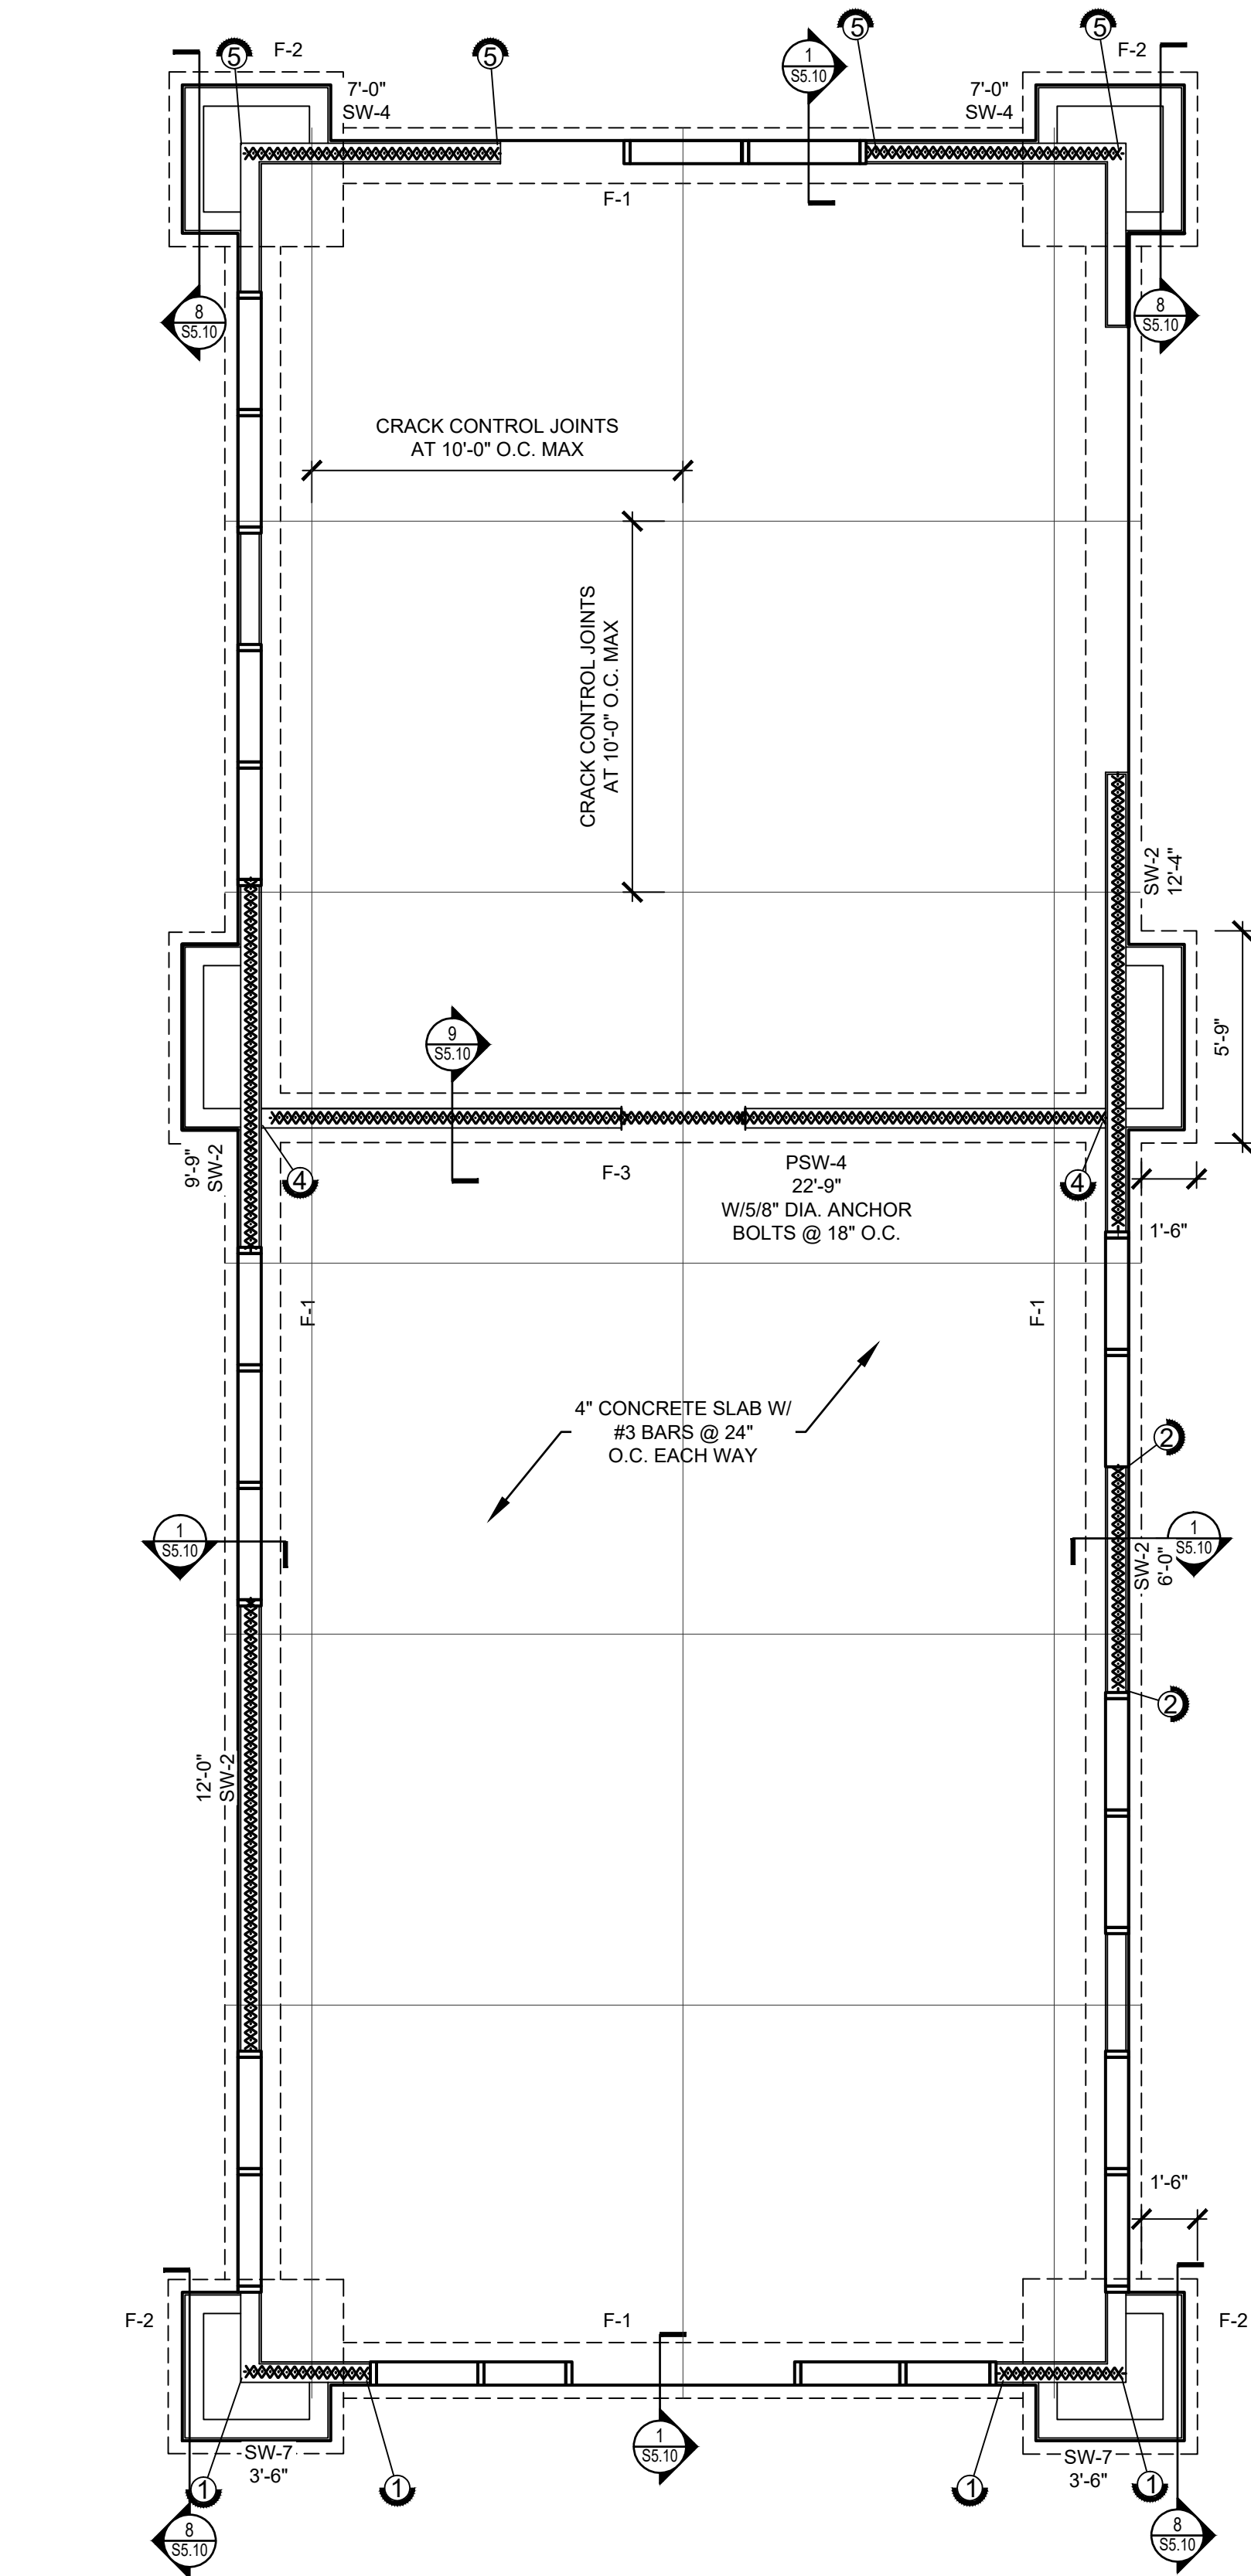 5
F-2
5
1
S5.10
5
5
F-2
7'-0"
SW-4
7'-0"
SW-4
F-1
8
S5.10
8
S5.10
CRACK CONTROL JOINTS
AT 10'-0" O.C. MAX
CRACK CONTROL JOINTS
AT 10'-0" O.C. MAX
SW-2
12'-4"
9
S5.10
5'-9"
9'-9"
SW-2
4
F-3
PSW-4
22'-9"
W/5/8" DIA. ANCHOR
BOLTS @ 18" O.C.
4
1'-6"
F-1
F-1
4" CONCRETE SLAB W/
#3 BARS @ 24"
O.C. EACH WAY
2
1
S5.10
SW-2
6'-0"
1
S5.10
2
12'-0"
SW-2
1'-6"
F-2
F-1
F-2
1
S5.10
SW-7
3'-6"
SW-7
3'-6"
1
1
1
1
8
S5.10
8
S5.10